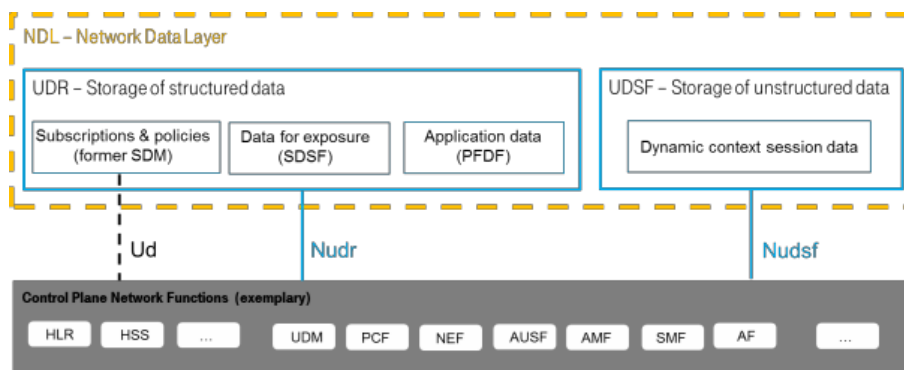 NDL – Network Data Layer
UDR – Storage of structured data
UDSF – Storage of unstructured data
Subscriptions & policies
(former SDM)
Data for exposure
(SDSF)
Application data
(PFDF)
Dynamic context session data
Ud
Nudr
Nudsf
Control Plane Network Functions (exemplary)
HLR
HSS
...
UDM
PCF
NEF
AUSF
AMF
SMF
AF
...